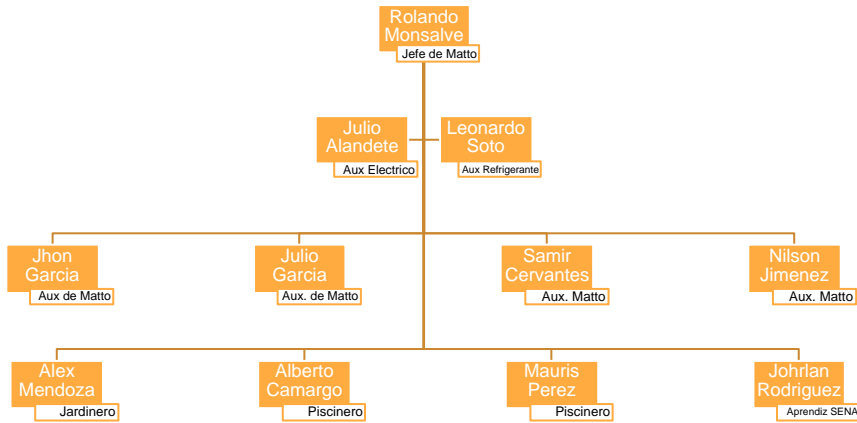 Rolando
Monsalve
Jefe de Matto
Julio
Alandete
Aux Electrico
Leonardo
Soto
Aux Refrigerante
Jhon
Garcia
Aux de Matto
Julio
Garcia
Aux. de Matto
Samir
Cervantes
Aux. Matto
Nilson
Jimenez
Aux. Matto
Alex
Mendoza
Jardinero
Alberto
Camargo
Piscinero
Mauris
Perez
Piscinero
Johrlan
Rodriguez
Aprendiz SENA